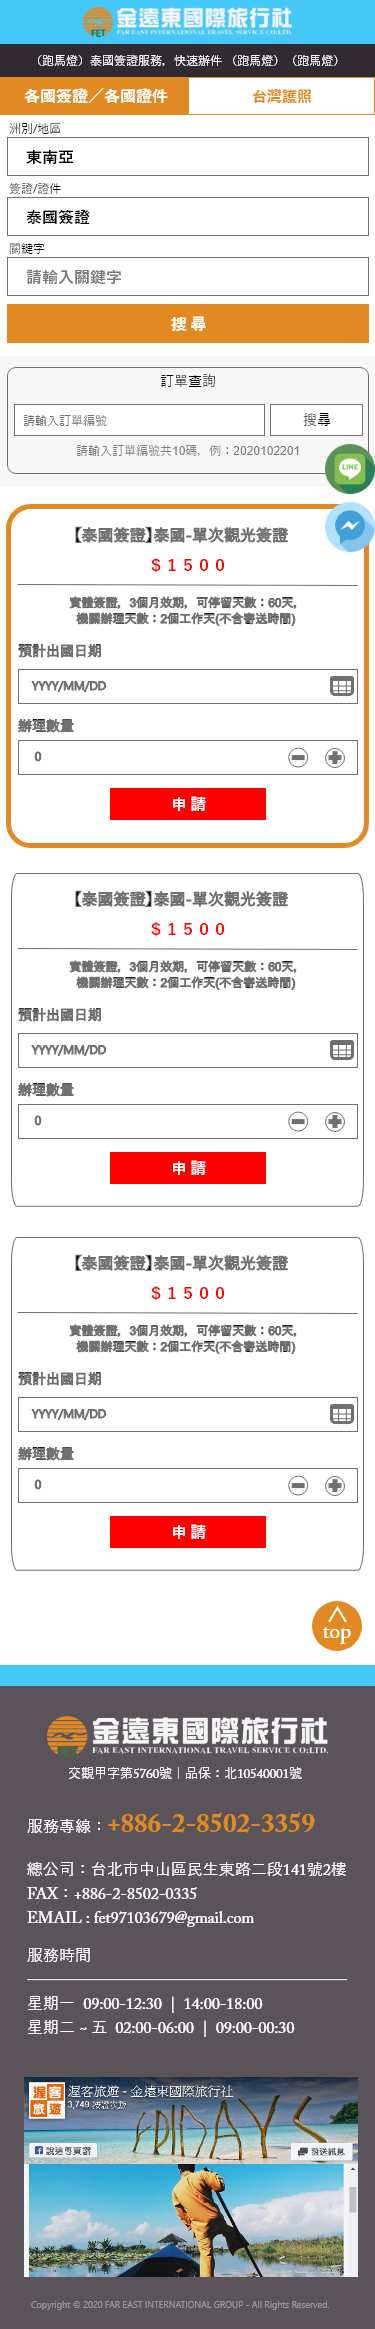 金遠東國際旅行社
FAR EAST INTERNATIONAL TRAVEL SERVICE CO.LTD.
FET
（跑馬燈）泰國簽證服務，快速辦件 （跑馬燈）（跑馬燈）
各國簽證／各國證件 台灣護照
洲別/地區
東南亞
簽證/證件
泰國簽證
關鍵字
請輸入關鍵字
搜尋
訂單查詢
請輸入訂單編號 搜尋
請輸入訂單編號共10碼，例：2020102201
LINE
【泰國簽證】泰國-單次觀光簽證
$1500
實體簽證，3個月效期，可停留天數：60天，
機關辦理天數：2個工作天(不含寄送時間)
預計出國日期
YYYY/MM/DD
辦理數量
0
申請
【泰國簽證】泰國-單次觀光簽證
$1500
實體簽證，3個月效期，可停留天數：60天，
機關辦理天數：2個工作天(不含寄送時間)
預計出國日期
YYYY/MM/DD
辦理數量
0
申請
【泰國簽證】泰國-單次觀光簽證
$1500
實體簽證，3個月效期，可停留天數：60天，
機關辦理天數：2個工作天(不含寄送時間)
預計出國日期
YYYY/MM/DD
辦理數量
0
申請
top
金遠東國際旅行社
FAR EAST INTERNATIONAL TRAVEL SERVICE CO.LTD.
FET
交觀甲字第5760號｜品保：北10540001號
服務專線：+886-2-8502-3359
總公司：台北市中山區民生東路二段141號2樓
FAX：+886-2-8502-0335
EMAIL : fet97103679@gmail.com
服務時間
星期一 09:00-12:30 | 14:00-18:00
星期二 ~ 五 02:00-06:00 | 09:00-00:30
渥客旅遊
渥客旅遊 - 金遠東國際旅行社
3,749 按讚次數
FRIDAYS
說這專頁讚 發送訊息
Copyright © 2020 FAR EAST INTERNATIONAL GROUP - All Rights Reserved.